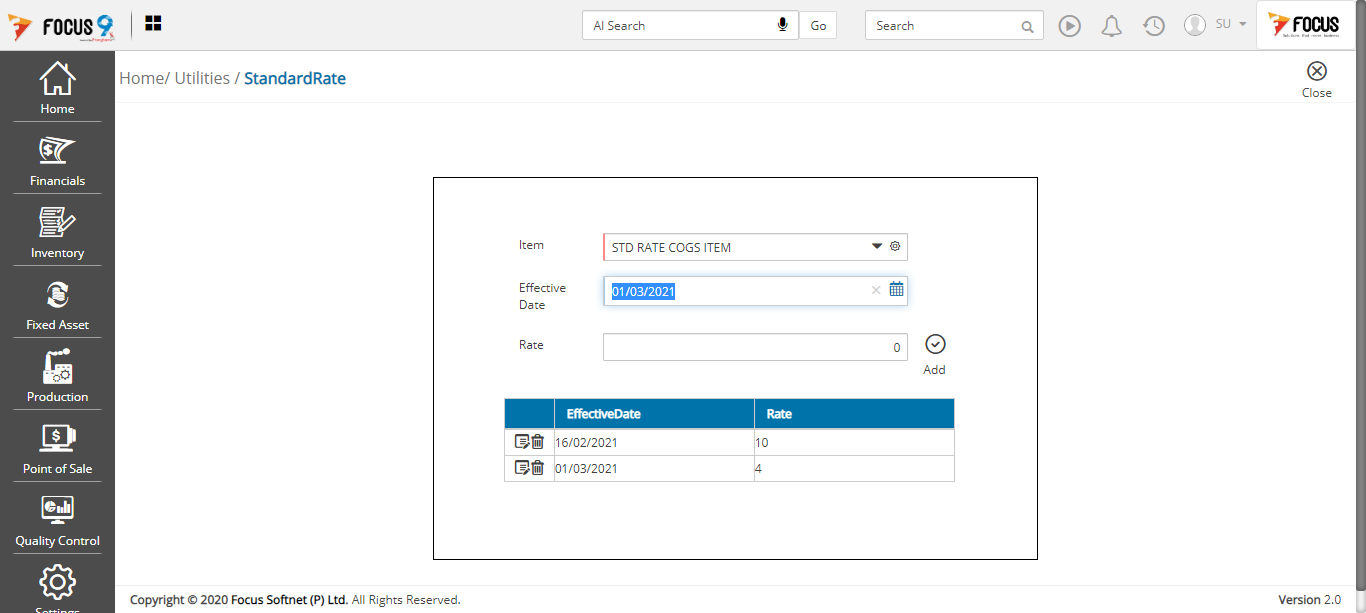 FOCUS 9
AI Search
Go
Search
SU
FOCUS
Home/ Utilities / StandardRate
Close
Home
Financials
Inventory
Fixed Asset
Production
Point of Sale
Quality Control
Settings
Item
STD RATE COGS ITEM
Effective
Date
01/03/2021
Rate
0
Add
EffectiveDate Rate
16/02/2021 10
01/03/2021 4
Copyright © 2020 Focus Softnet (P) Ltd. All Rights Reserved.
Version 2.0